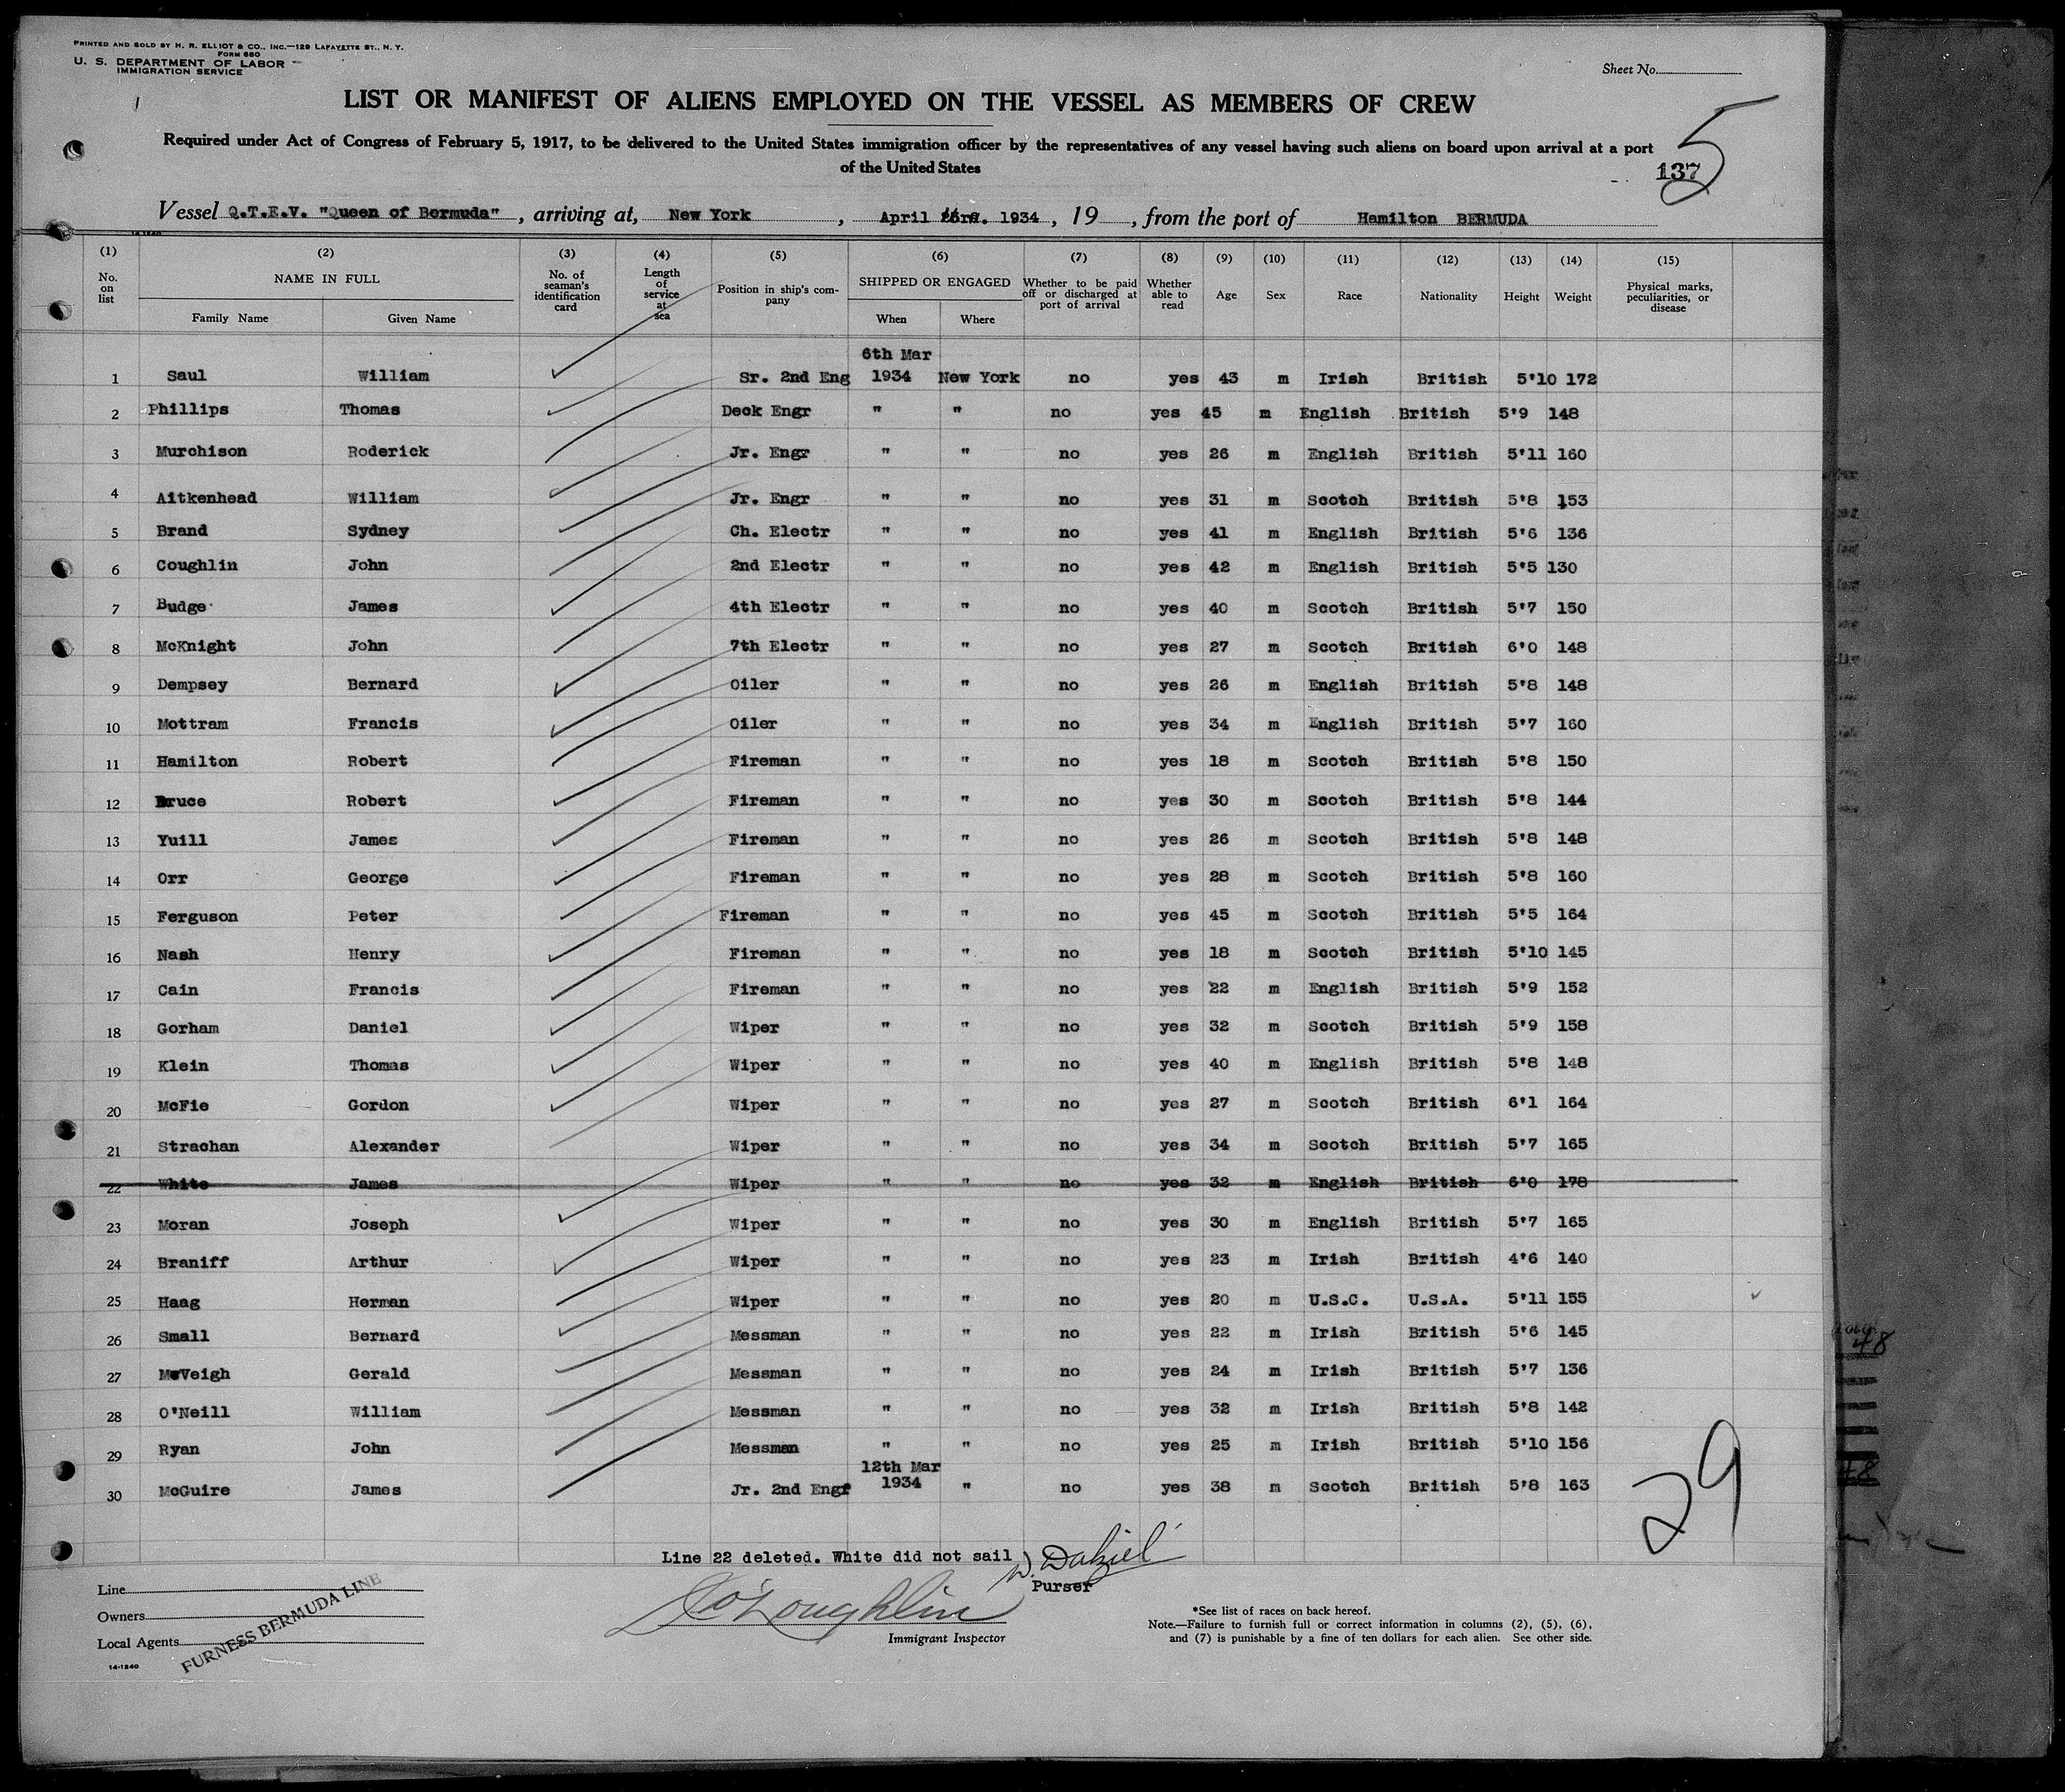 PRINTED AND SOLD BY H. R. ELLIOT & CO., INC.—129 LAFAYETTE ST., N. Y.
FORM 680
U. S. DEPARTMENT OF LABOR
IMMIGRATION SERVICE
Sheet No.
LIST OR MANIFEST OF ALIENS EMPLOYED ON THE VESSEL AS MEMBERS OF CREW
5
Required under Act of Congress of February 5, 1917, to be delivered to the United States immigration officer by the representatives of any vessel having such aliens on board upon arrival at a port
of the United States
137
Vessel Q.T.E.V. "Queen of Bermuda", arriving at, New York, April 1934, 19, from the port of Hamilton BERMUDA
14-1240
(1) (2) (3) (4) (5) (6) (7) (8) (9) (10) (11) (12) (13) (14) (15)
No. on list NAME IN FULL Family Name Given Name No. of seaman's identification card Length of service at sea Position in ship's company SHIPPED OR ENGAGED When Where Whether to be paid off or discharged at port of arrival Whether able to read Age Sex Race Nationality Height Weight Physical marks, peculiarities, or disease
6th Mar
1 Saul William Sr. 2nd Eng 1934 New York no yes 43 m Irish British 5'10 172
2 Phillips Thomas Deck Engr " " no yes 45 m English British 5'9 148
3 Murchison Roderick Jr. Engr " " no yes 26 m English British 5'11 160
4 Aitkenhead William Jr. Engr " " no yes 31 m Scotch British 5'8 153
5 Brand Sydney Ch. Electr " " no yes 41 m English British 5'6 136
6 Coughlin John 2nd Electr " " no yes 42 m English British 5'5 130
7 Budge James 4th Electr " " no yes 40 m Scotch British 5'7 150
8 McKnight John 7th Electr " " no yes 27 m Scotch British 6'0 148
9 Dempsey Bernard Oiler " " no yes 26 m English British 5'8 148
10 Mottram Francis Oiler " " no yes 34 m English British 5'7 160
11 Hamilton Robert Fireman " " no yes 18 m Scotch British 5'8 150
12 Bruce Robert Fireman " " no yes 30 m Scotch British 5'8 144
13 Yuill James Fireman " " no yes 26 m Scotch British 5'8 148
14 Orr George Fireman " " no yes 28 m Scotch British 5'8 160
15 Ferguson Peter Fireman " " no yes 45 m Scotch British 5'5 164
16 Nash Henry Fireman " " no yes 18 m Scotch British 5'10 145
17 Cain Francis Fireman " " no yes 22 m English British 5'9 152
18 Gorham Daniel Wiper " " no yes 32 m Scotch British 5'9 158
19 Klein Thomas Wiper " " no yes 40 m English British 5'8 148
20 McFie Gordon Wiper " " no yes 27 m Scotch British 6'1 164
21 Strachan Alexander Wiper " " no yes 34 m Scotch British 5'7 165
22 White James Wiper " " no yes 32 m English British 6'0 178
23 Moran Joseph Wiper " " no yes 30 m English British 5'7 165
24 Braniff Arthur Wiper " " no yes 23 m Irish British 4'6 140
25 Haag Herman Wiper " " no yes 20 m U.S.C. U.S.A. 5'11 155
26 Small Bernard Messman " " no yes 22 m Irish British 5'6 145
27 McVeigh Gerald Messman " " no yes 24 m Irish British 5'7 136
28 O'Neill William Messman " " no yes 32 m Irish British 5'8 142
29 Ryan John Messman " " no yes 25 m Irish British 5'10 156
12th Mar
30 McGuire James Jr. 2nd Engr 1934 " no yes 38 m Scotch British 5'8 163
29
48
Line 22 deleted. White did not sail
W. Dalziel
Purser
Line
Owners
Local Agents
FURNESS BERMUDA LINE
O'Loughlin
Immigrant Inspector
*See list of races on back hereof.
Note.—Failure to furnish full or correct information in columns (2), (5), (6),
and (7) is punishable by a fine of ten dollars for each alien. See other side.
14-1240